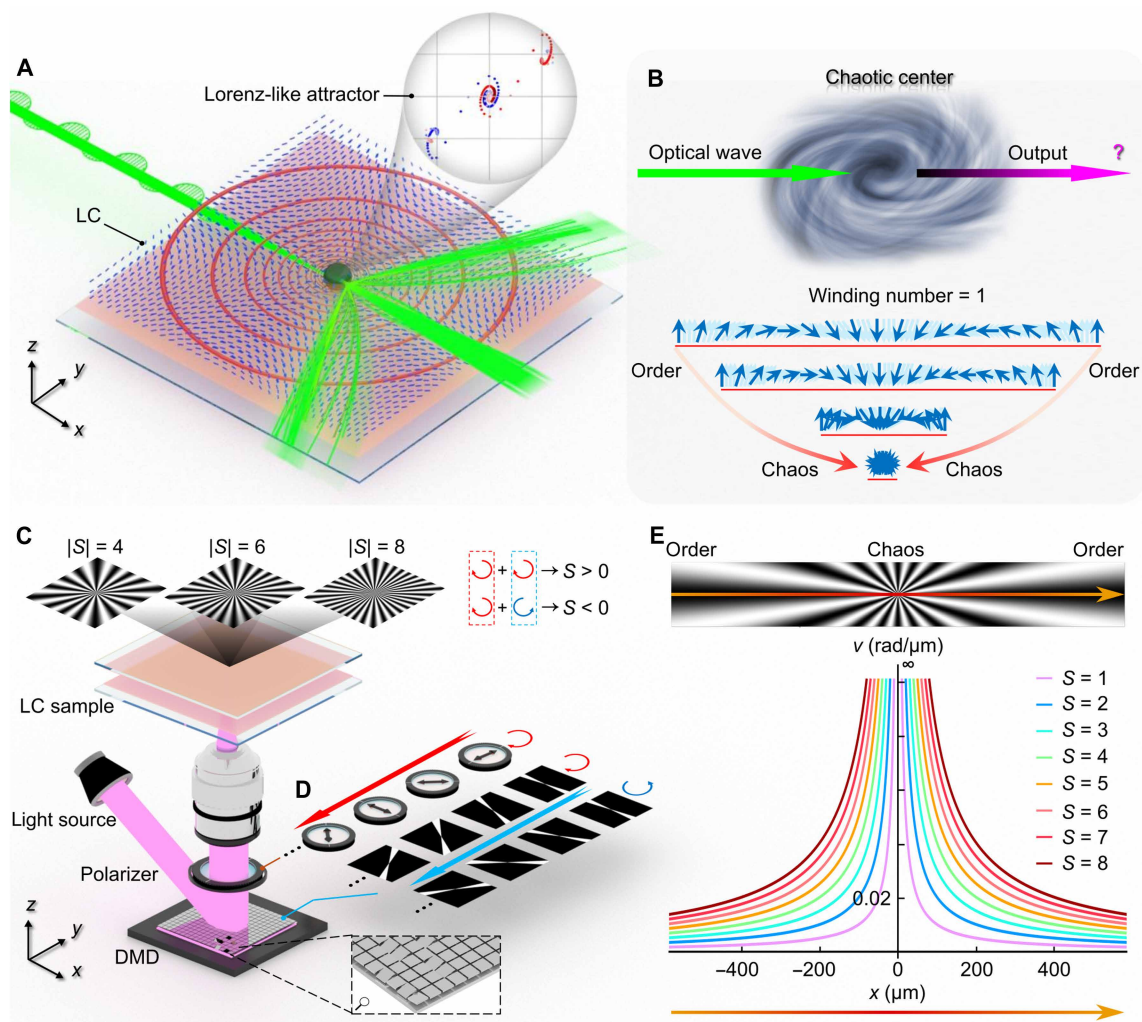 A
Lorenz-like attractor
LC
z
y
x
B
Chaotic center
Optical wave
Output
?
Winding number = 1
Order
Order
Chaos
Chaos
C
|S| = 4
|S| = 6
|S| = 8
+ → S > 0
+ → S < 0
LC sample
Light source
Polarizer
DMD
z
y
x
D
E
Order
Chaos
Order
v (rad/μm)
∞
S = 1
S = 2
S = 3
S = 4
S = 5
S = 6
S = 7
S = 8
0.02
−400
−200
0
200
400
x (μm)